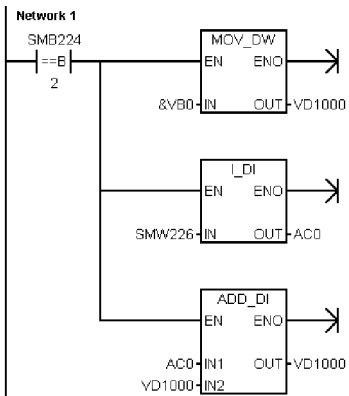 Network 1
SMB224
==B
2
MOV_DW
EN ENO
&VB0 IN OUT VD1000
I_DI
EN ENO
SMW226 IN OUT AC0
ADD_DI
EN ENO
AC0 IN1 OUT VD1000
VD1000 IN2